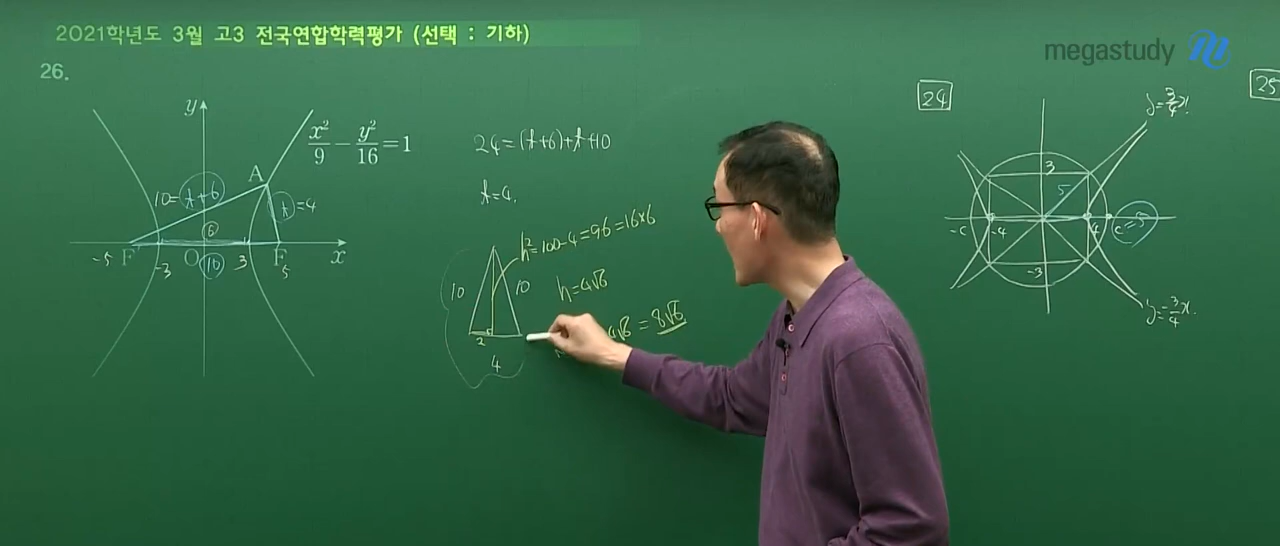 2021학년도 3월 고3 전국연합학력평가 (선택 : 기하)
megastudy
26.
y
x²/9 - y²/16 = 1
A
10=t+6
t=4
6
-5 F' -3 O 10 3 F 5 x
24=(t+6)+t+10
t=4.
h²=100-4=96=16×6
10 10
h=4√6
4√6 = 8√6
2
4
24
25
y=3/4x.
3
5
-c -4 4 c=5
-3
y=3/4x.